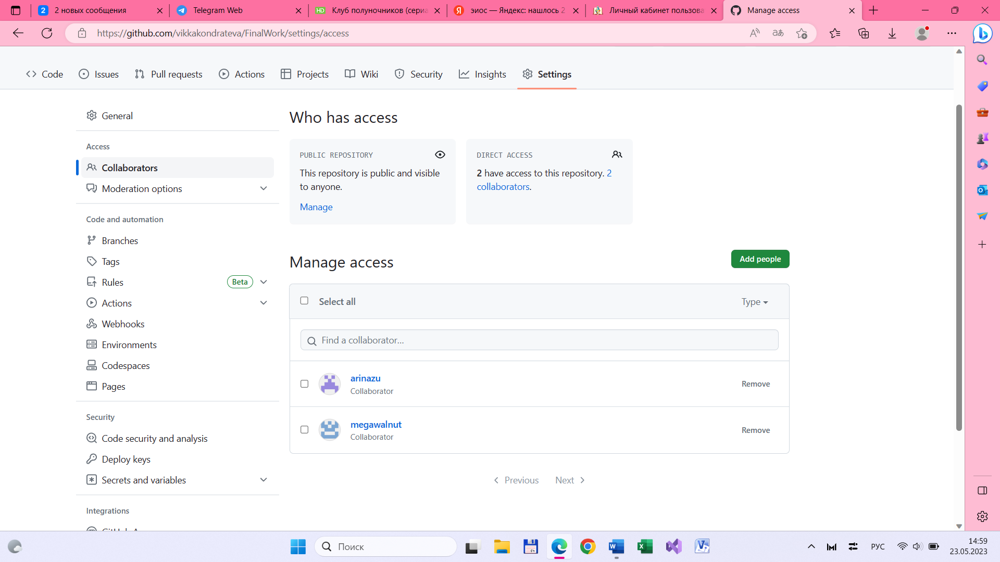 2 2 новых сообщения
Telegram Web
HD Клуб полуночников (сериа
Я эиос — Яндекс: нашлось 2
Личный кабинет пользова
Manage access
https://github.com/vikkakondrateva/FinalWork/settings/access
Code
Issues
Pull requests
Actions
Projects
Wiki
Security
Insights
Settings
General
Access
Collaborators
Moderation options
Code and automation
Branches
Tags
Rules Beta
Actions
Webhooks
Environments
Codespaces
Pages
Security
Code security and analysis
Deploy keys
Secrets and variables
Integrations
Who has access
PUBLIC REPOSITORY
This repository is public and visible
to anyone.
Manage
DIRECT ACCESS
2 have access to this repository. 2
collaborators.
Manage access
Add people
Select all
Type
Find a collaborator...
arinazu
Collaborator
Remove
megawalnut
Collaborator
Remove
Previous
Next
Поиск
РУС
14:59
23.05.2023